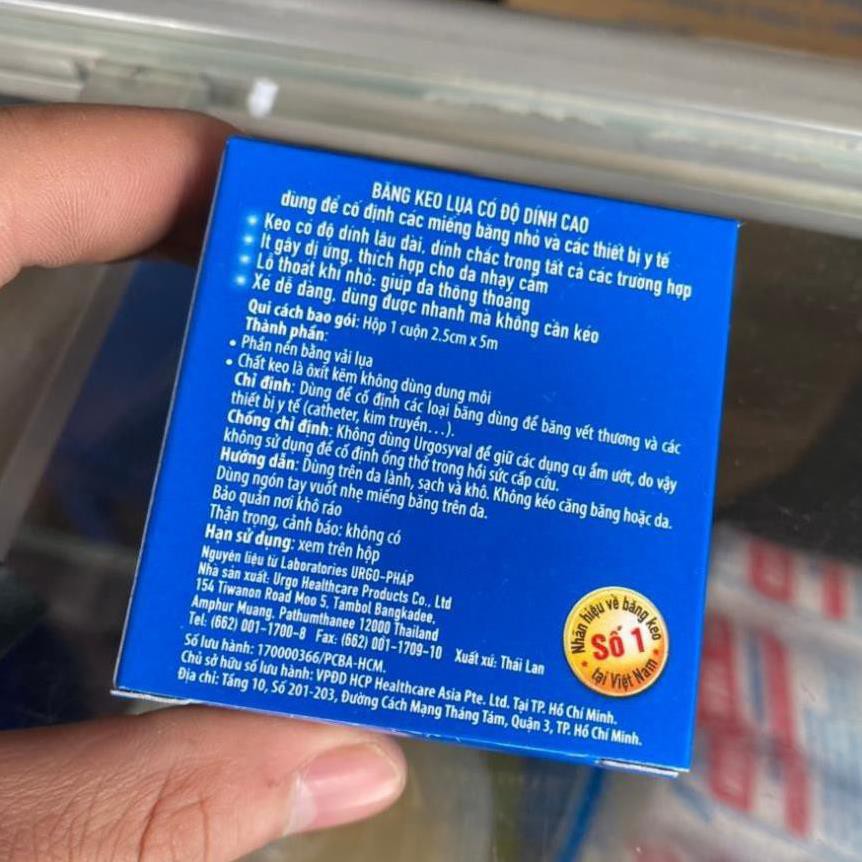 BĂNG KEO LỤA CÓ ĐỘ DÍNH CAO
dùng để cố định các miếng băng nhỏ và các thiết bị y tế
* Keo có độ dính lâu dài, dính chắc trong tất cả các trường hợp
* Ít gây dị ứng, thích hợp cho da nhạy cảm
* Lỗ thoát khí nhỏ: giúp da thông thoáng
* Xé dễ dàng, dùng được nhanh mà không cần kéo
Qui cách bao gói: Hộp 1 cuộn 2.5cm x 5m
Thành phần:
• Phần nền bằng vải lụa
• Chất keo là ôxít kẽm không dùng dung môi
Chỉ định: Dùng để cố định các loại băng dùng để băng vết thương và các
thiết bị y tế (catheter, kim truyền...).
Chống chỉ định: Không dùng Urgosyval để giữ các dụng cụ ẩm ướt, do vậy
không sử dụng để cố định ống thở trong hồi sức cấp cứu.
Hướng dẫn: Dùng trên da lành, sạch và khô. Không kéo căng băng hoặc da.
Dùng ngón tay vuốt nhẹ miếng băng trên da.
Bảo quản nơi khô ráo
Thận trọng, cảnh báo: không có
Hạn sử dụng: xem trên hộp
Nguyên liệu từ Laboratories URGO-PHÁP
Nhà sản xuất: Urgo Healthcare Products Co., Ltd
154 Tiwanon Road Moo 5, Tambol Bangkadee,
Amphur Muang, Pathumthanee 12000 Thailand
Tel: (662) 001-1700-8 Fax: (662) 001-1709-10 Xuất xứ: Thái Lan
Số lưu hành: 170000366/PCBA-HCM.
Chủ sở hữu số lưu hành: VPĐD HCP Healthcare Asia Pte. Ltd. Tại TP. Hồ Chí Minh.
Địa chỉ: Tầng 10, Số 201-203, Đường Cách Mạng Tháng Tám, Quận 3, TP. Hồ Chí Minh.
Nhãn hiệu về băng keo
Số 1
• tại Việt Nam •